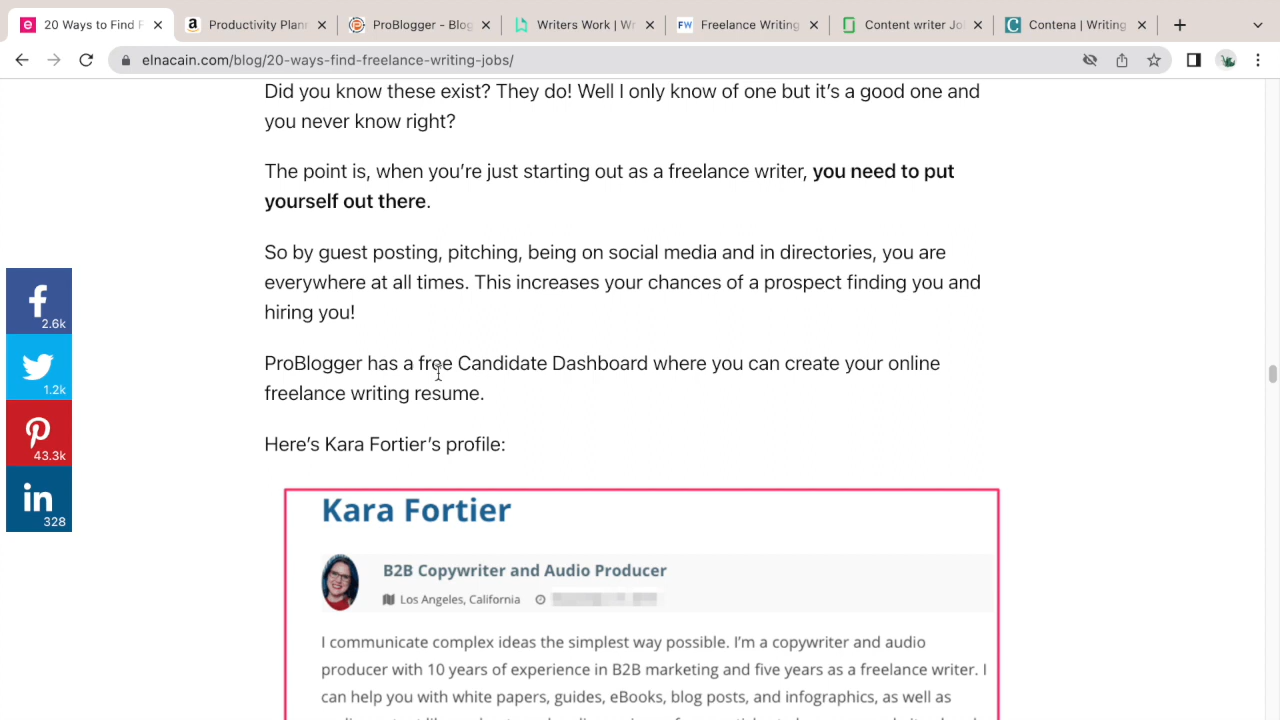 20 Ways to Find F
Productivity Plann
ProBlogger - Blog
Writers Work | Wr
Freelance Writing
Content writer Jo
Contena | Writing
elnacain.com/blog/20-ways-find-freelance-writing-jobs/
Did you know these exist? They do! Well I only know of one but it's a good one and
you never know right?
The point is, when you're just starting out as a freelance writer, you need to put
yourself out there.
So by guest posting, pitching, being on social media and in directories, you are
everywhere at all times. This increases your chances of a prospect finding you and
hiring you!
2.6k
1.2k
43.3k
328
ProBlogger has a free Candidate Dashboard where you can create your online
freelance writing resume.
Here's Kara Fortier's profile:
Kara Fortier
B2B Copywriter and Audio Producer
Los Angeles, California
I communicate complex ideas the simplest way possible. I'm a copywriter and audio
producer with 10 years of experience in B2B marketing and five years as a freelance writer. I
can help you with white papers, guides, eBooks, blog posts, and infographics, as well as